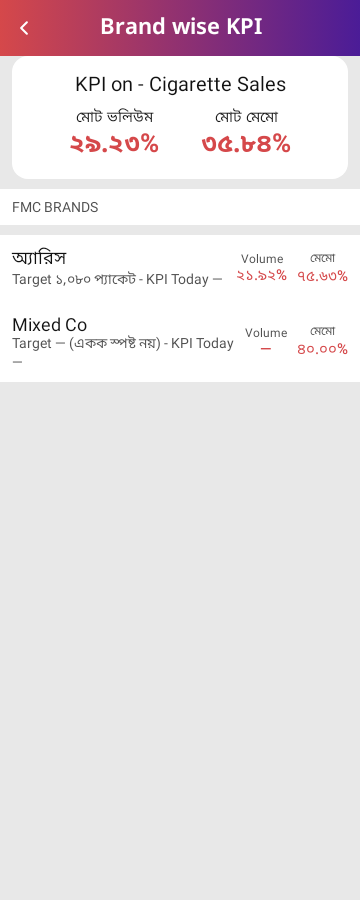 Brand wise KPI
KPI on - Cigarette Sales
মোট ভলিউম মোট মেমো
২৯.২৩% ৩৫.৮৪%
FMC BRANDS
অ্যারিস Volume মেমো
Target ১,০৮০ প্যাকেট - KPI Today — ২১.৯২% ৭৫.৬৩%
Mixed Co Volume মেমো
Target — (একক স্পষ্ট নয়) - KPI Today — ৪০.০০%
—